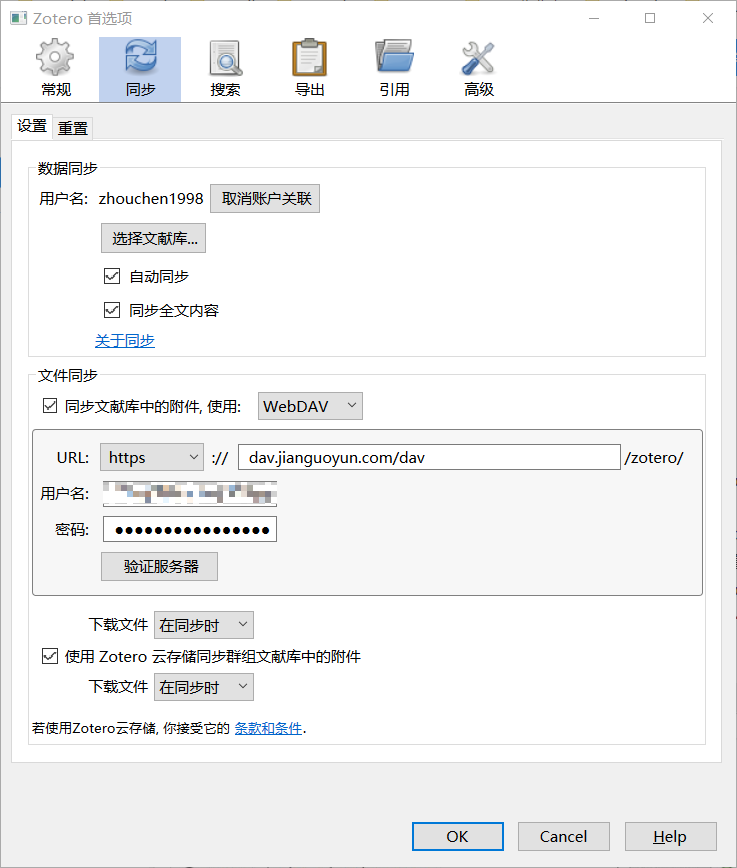 Zotero 首选项
常规 同步 搜索 导出 引用 高级
设置 重置
数据同步
用户名: zhouchen1998 取消账户关联
选择文献库...
自动同步
同步全文内容
关于同步
文件同步
同步文献库中的附件, 使用: WebDAV
URL: https :// dav.jianguoyun.com/dav /zotero/
用户名:
密码: ●●●●●●●●●●●●●●●●
验证服务器
下载文件 在同步时
使用 Zotero 云存储同步群组文献库中的附件
下载文件 在同步时
若使用Zotero云存储, 你接受它的 条款和条件.
OK Cancel Help